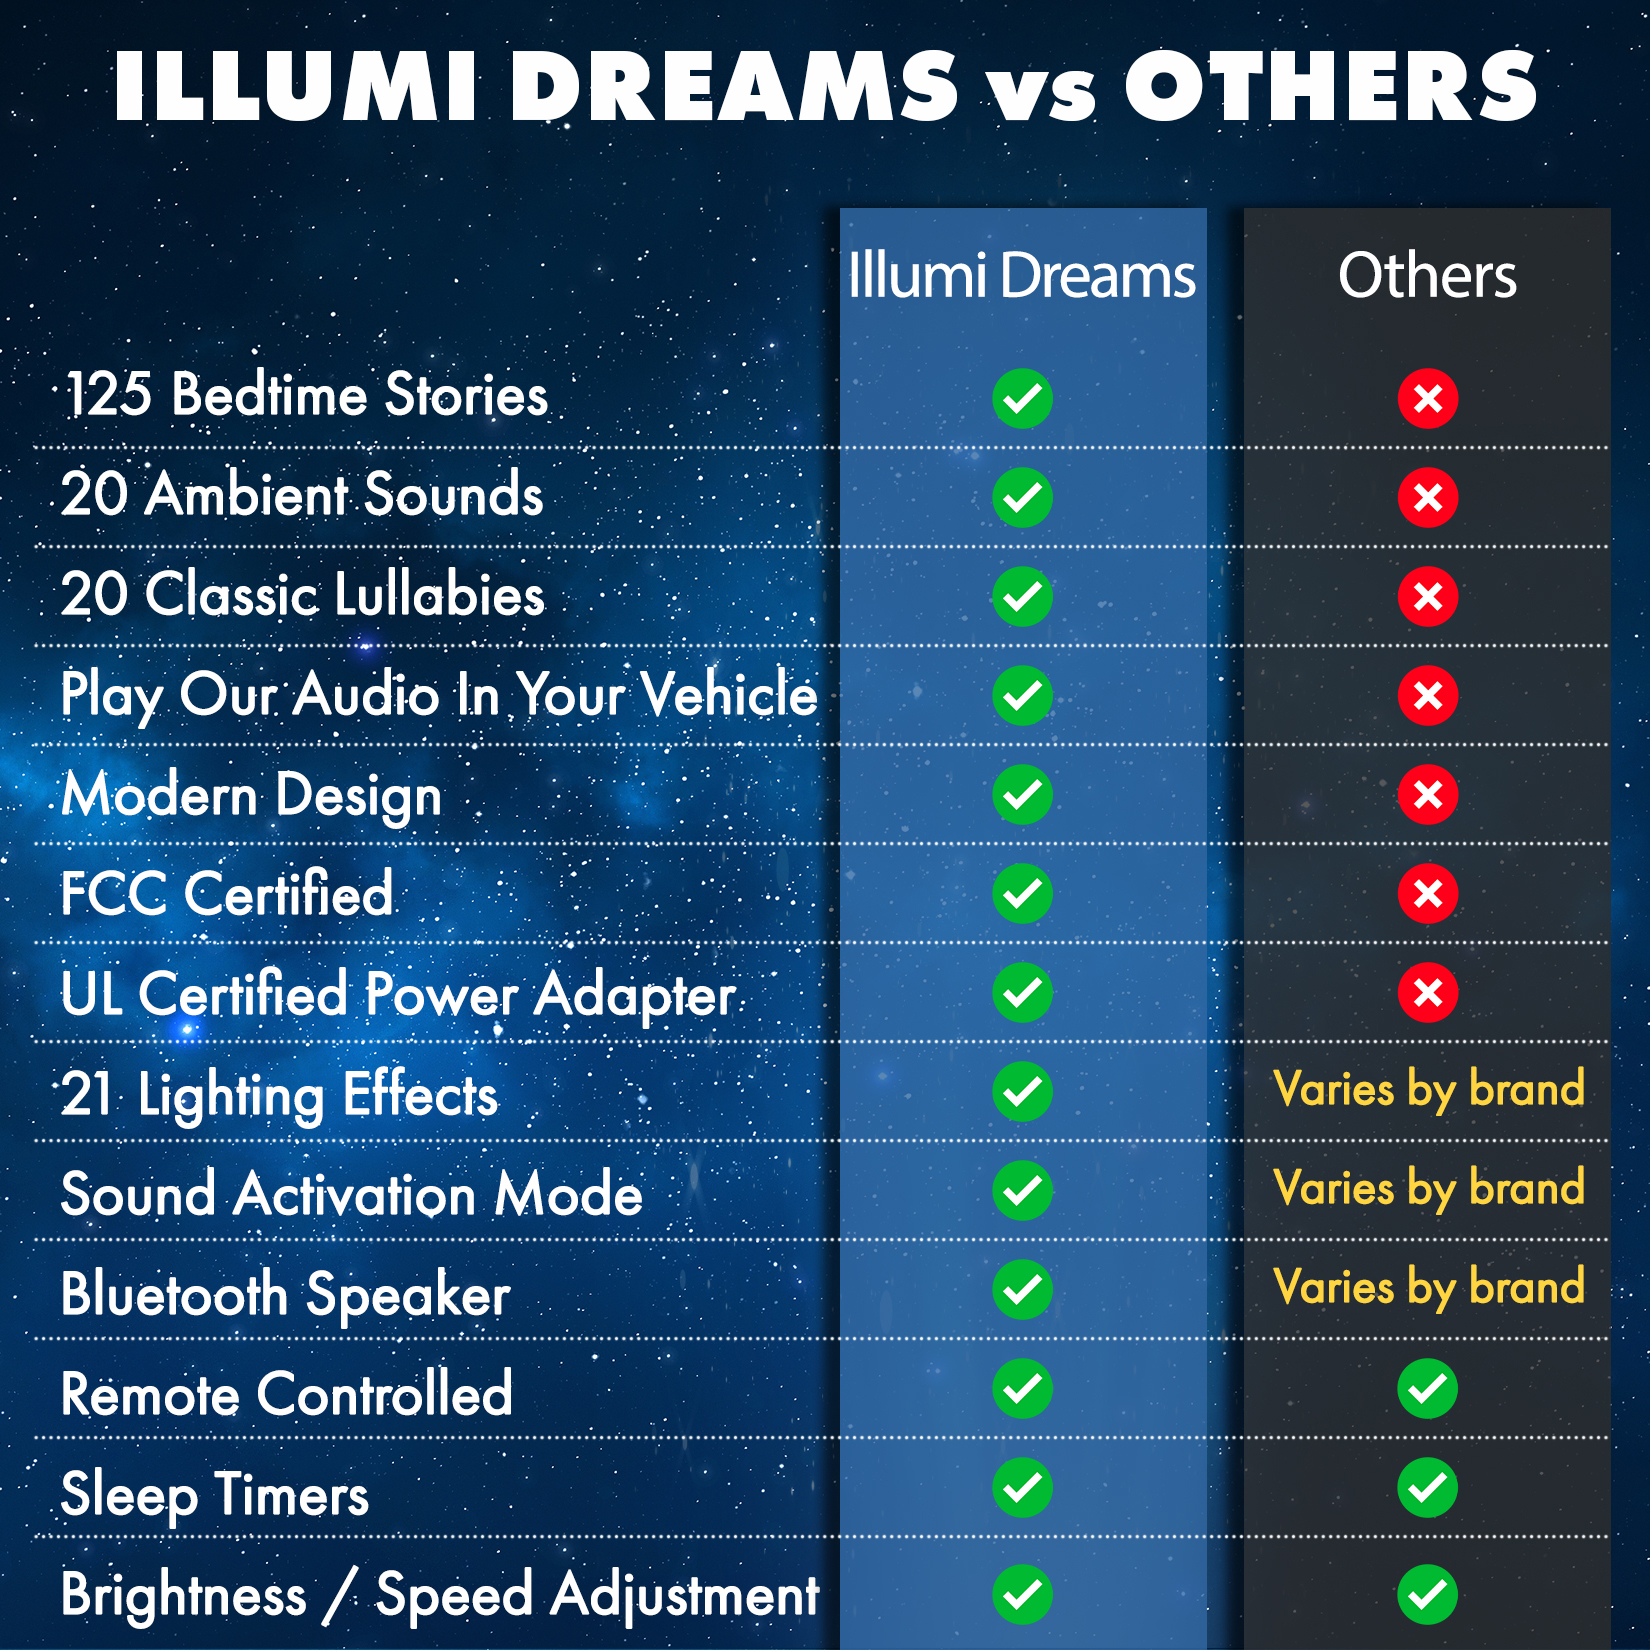 ILLUMI DREAMS vs OTHERS
Illumi Dreams Others
125 Bedtime Stories
20 Ambient Sounds
20 Classic Lullabies
Play Our Audio In Your Vehicle
Modern Design
FCC Certified
UL Certified Power Adapter
21 Lighting Effects Varies by brand
Sound Activation Mode Varies by brand
Bluetooth Speaker Varies by brand
Remote Controlled
Sleep Timers
Brightness / Speed Adjustment